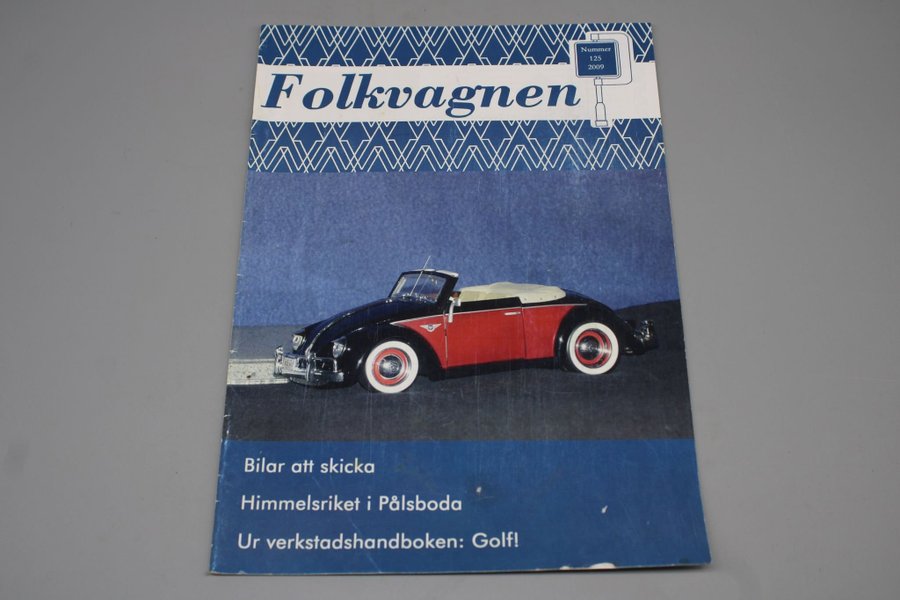 Nummer
125
2009
Folkvagnen
Bilar att skicka
Himmelsriket i Pålsboda
Ur verkstadshandboken: Golf!